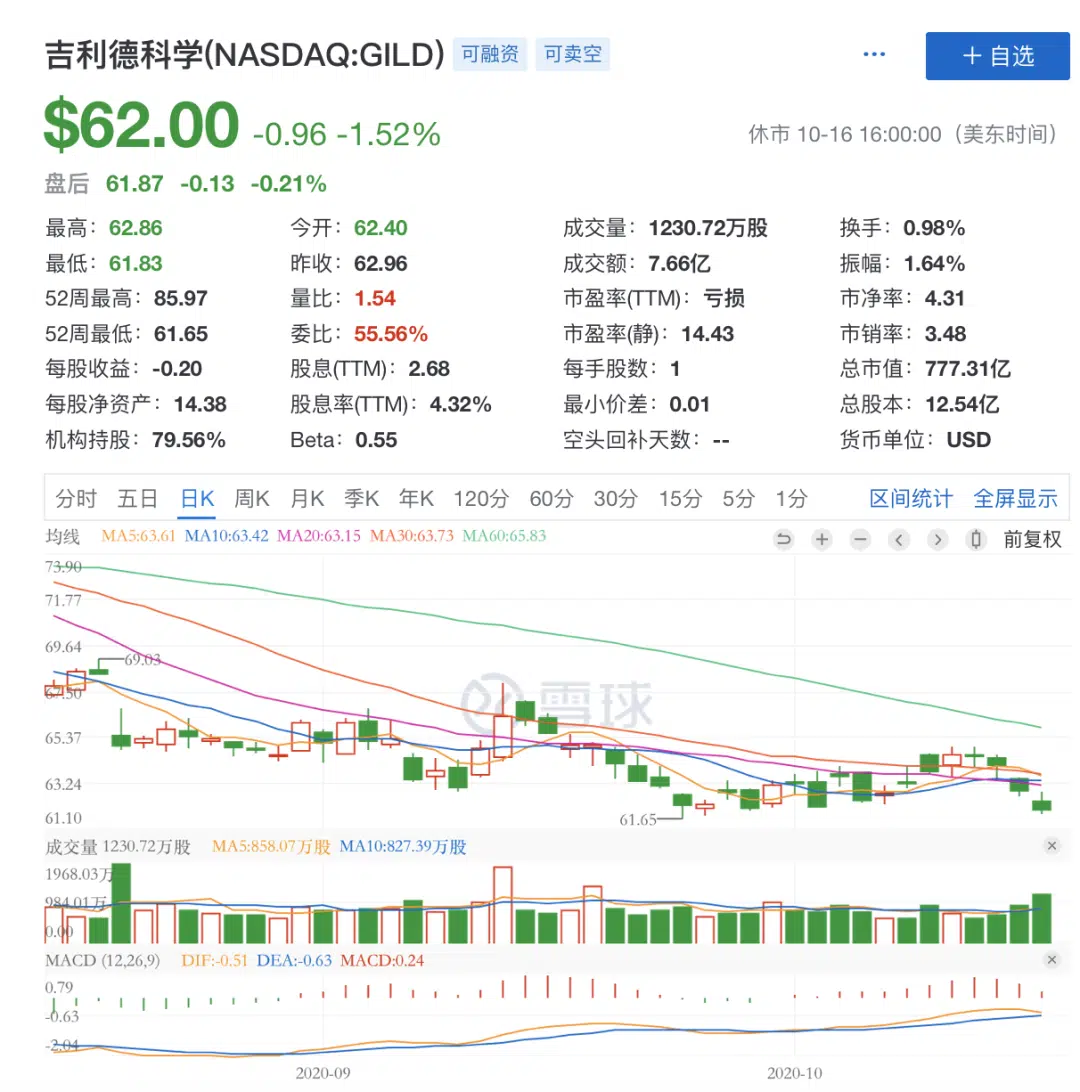 吉利德科学(NASDAQ:GILD) 可融资 可卖空 ··· + 自选
$62.00 -0.96 -1.52% 休市 10-16 16:00:00（美东时间）
盘后 61.87 -0.13 -0.21%
最高：62.86 今开：62.40 成交量：1230.72万股 换手：0.98%
最低：61.83 昨收：62.96 成交额：7.66亿 振幅：1.64%
52周最高：85.97 量比：1.54 市盈率(TTM)：亏损 市净率：4.31
52周最低：61.65 委比：55.56% 市盈率(静)：14.43 市销率：3.48
每股收益：-0.20 股息(TTM)：2.68 每手股数：1 总市值：777.31亿
每股净资产：14.38 股息率(TTM)：4.32% 最小价差：0.01 总股本：12.54亿
机构持股：79.56% Beta：0.55 空头回补天数：-- 货币单位：USD
分时 五日 日K 周K 月K 季K 年K 120分 60分 30分 15分 5分 1分 区间统计 全屏显示
均线 MA5:63.61 MA10:63.42 MA20:63.15 MA30:63.73 MA60:65.83 前复权
73.90
71.77
69.64
69.03
67.50
雪球
65.37
63.24
61.10
61.65
成交量 1230.72万股 MA5:858.07万股 MA10:827.39万股
1968.03万
984.01万
0.00
MACD (12,26,9) DIF:-0.51 DEA:-0.63 MACD:0.24
0.79
-0.63
-2.04
2020-09 2020-10